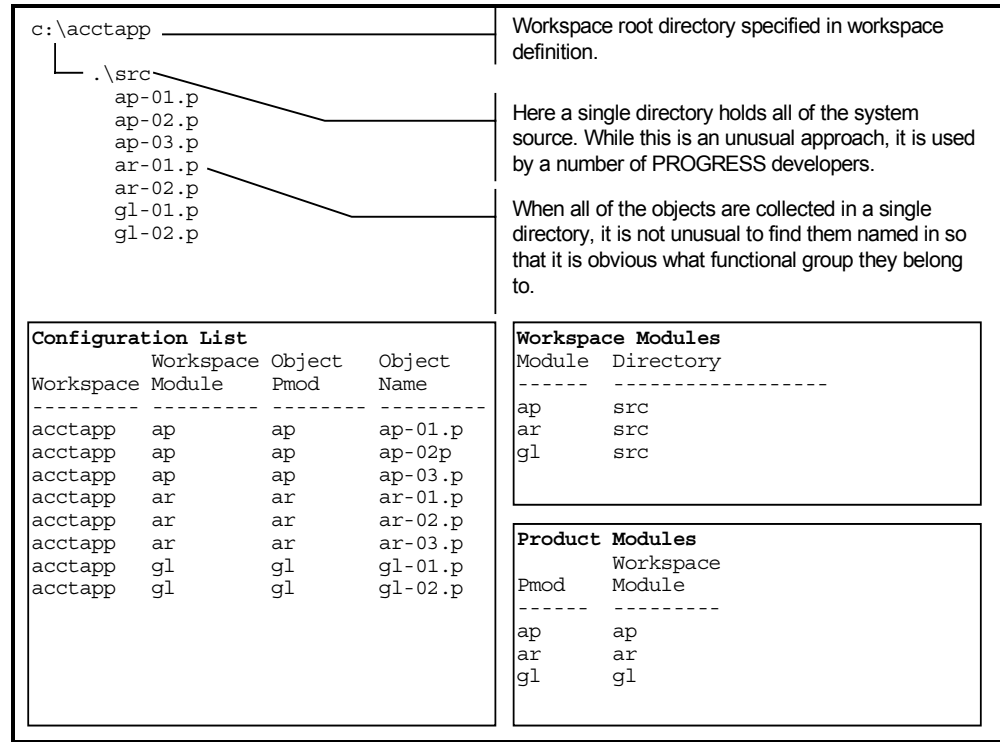 c:\acctapp
.\src
ap-01.p
ap-02.p
ap-03.p
ar-01.p
ar-02.p
gl-01.p
gl-02.p
Workspace root directory specified in workspace
definition.
Here a single directory holds all of the system
source. While this is an unusual approach, it is used
by a number of PROGRESS developers.
When all of the objects are collected in a single
directory, it is not unusual to find them named in so
that it is obvious what functional group they belong
to.
Configuration List
Workspace Object Object
Workspace Module Pmod Name
--------- --------- -------- ---------
acctapp ap ap ap-01.p
acctapp ap ap ap-02p
acctapp ap ap ap-03.p
acctapp ar ar ar-01.p
acctapp ar ar ar-02.p
acctapp ar ar ar-03.p
acctapp gl gl gl-01.p
acctapp gl gl gl-02.p
Workspace Modules
Module Directory
------ ------------------
ap src
ar src
gl src
Product Modules
Workspace
Pmod Module
------ ---------
ap ap
ar ar
gl gl